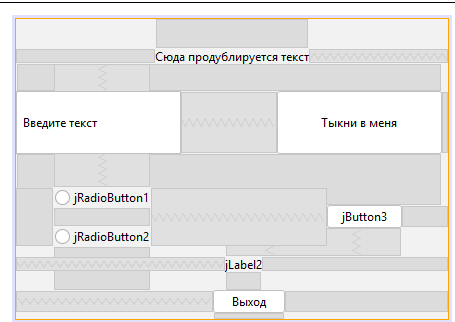 Сюда продублируется текст
Введите текст
Тыкни в меня
jRadioButton1
jButton3
jRadioButton2
jLabel2
Выход